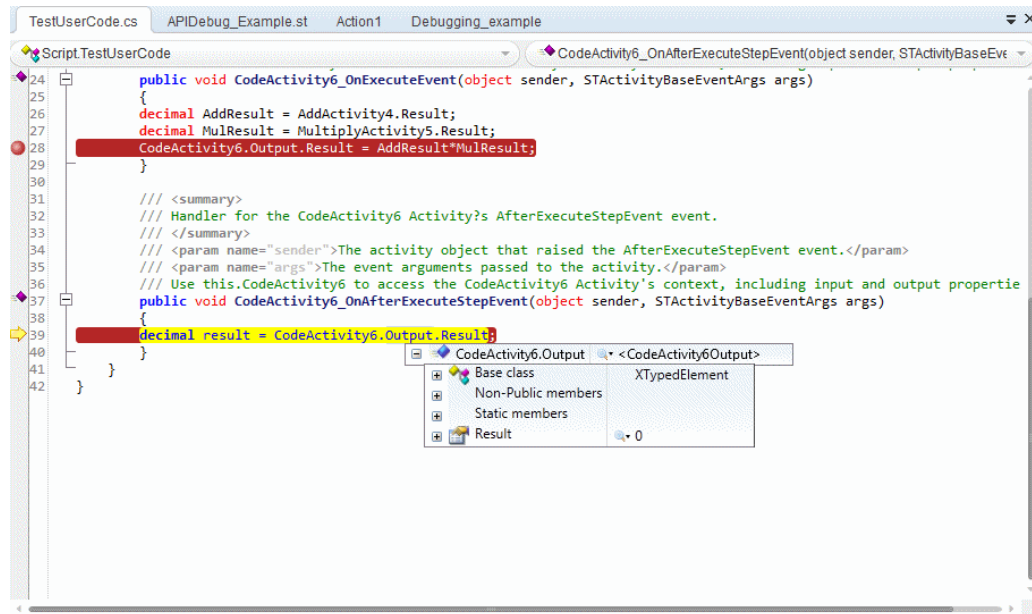 TestUserCode.cs APIDebug_Example.st Action1 Debugging_example
Script.TestUserCode CodeActivity6_OnAfterExecuteStepEvent(object sender, STActivityBaseEve
24 public void CodeActivity6_OnExecuteEvent(object sender, STActivityBaseEventArgs args)
25 {
26 decimal AddResult = AddActivity4.Result;
27 decimal MulResult = MultiplyActivity5.Result;
28 CodeActivity6.Output.Result = AddResult*MulResult;
29 }
30
31 /// <summary>
32 /// Handler for the CodeActivity6 Activity?s AfterExecuteStepEvent event.
33 /// </summary>
34 /// <param name="sender">The activity object that raised the AfterExecuteStepEvent event.</param>
35 /// <param name="args">The event arguments passed to the activity.</param>
36 /// Use this.CodeActivity6 to access the CodeActivity6 Activity's context, including input and output propertie
37 public void CodeActivity6_OnAfterExecuteStepEvent(object sender, STActivityBaseEventArgs args)
38 {
39 decimal result = CodeActivity6.Output.Result;
40 }
41 }
42 }
CodeActivity6.Output <CodeActivity6Output>
Base class XTypedElement
Non-Public members
Static members
Result 0